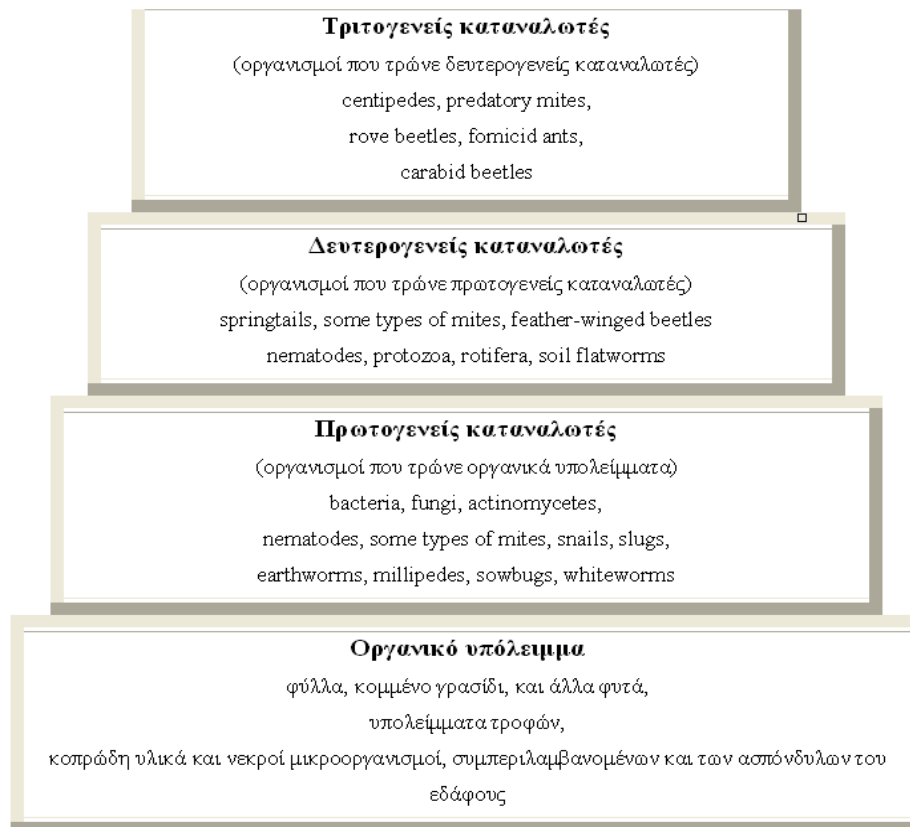 Τριτογενείς καταναλωτές
(οργανισμοί που τρώνε δευτερογενείς καταναλωτές)
centipedes, predatory mites,
rove beetles, fomicid ants,
carabid beetles
Δευτερογενείς καταναλωτές
(οργανισμοί που τρώνε πρωτογενείς καταναλωτές)
springtails, some types of mites, feather-winged beetles
nematodes, protozoa, rotifera, soil flatworms
Πρωτογενείς καταναλωτές
(οργανισμοί που τρώνε οργανικά υπολείμματα)
bacteria, fungi, actinomycetes,
nematodes, some types of mites, snails, slugs,
earthworms, millipedes, sowbugs, whiteworms
Οργανικό υπόλειμμα
φύλλα, κομμένο γρασίδι, και άλλα φυτά,
υπολείμματα τροφών,
κοπρώδη υλικά και νεκροί μικροοργανισμοί, συμπεριλαμβανομένων και των ασπόνδυλων του
εδάφους